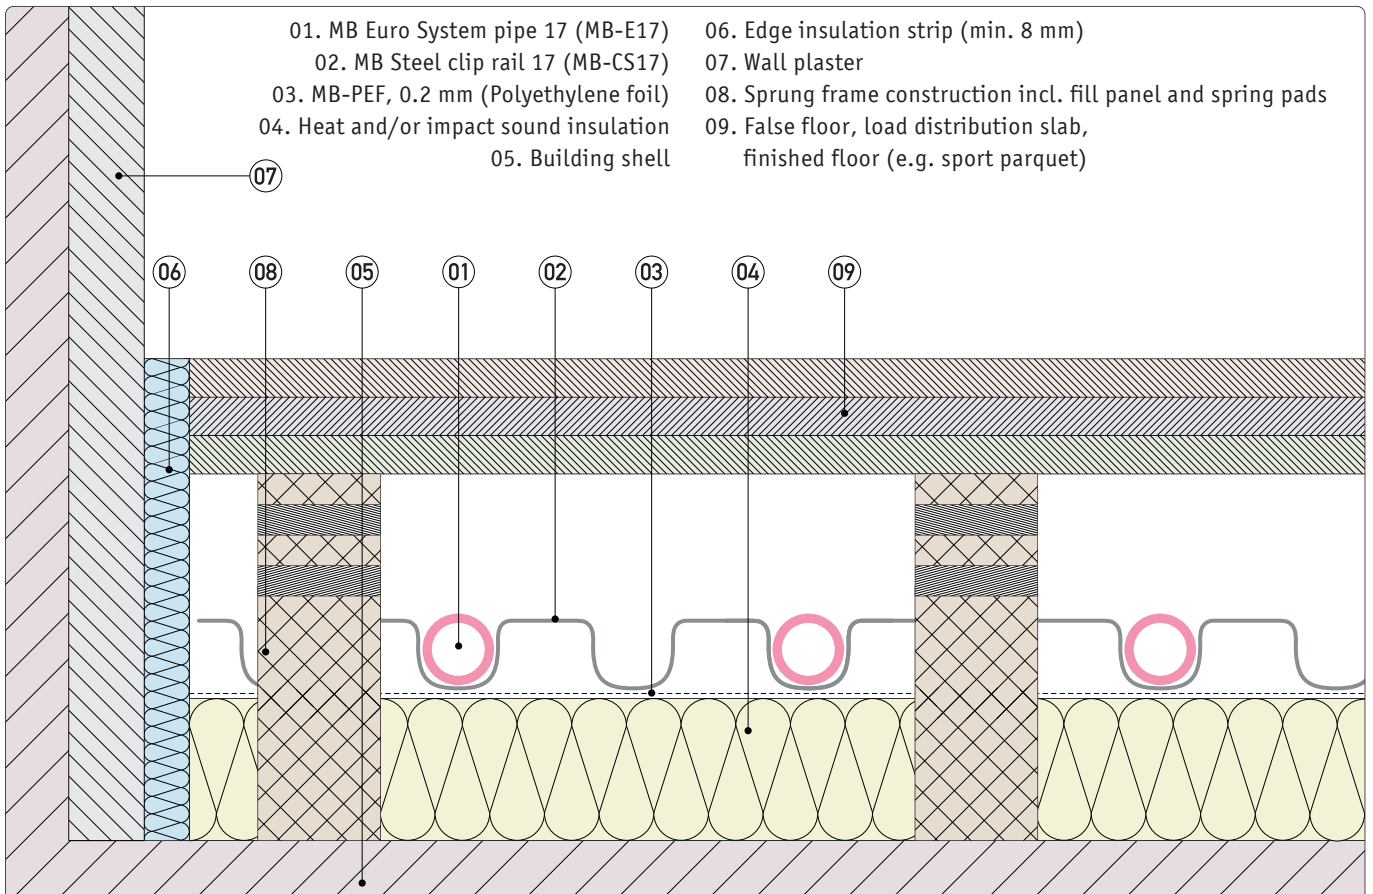 01. MB Euro System pipe 17 (MB-E17)
02. MB Steel clip rail 17 (MB-CS17)
03. MB-PEF, 0.2 mm (Polyethylene foil)
04. Heat and/or impact sound insulation
05. Building shell
06. Edge insulation strip (min. 8 mm)
07. Wall plaster
08. Sprung frame construction incl. fill panel and spring pads
09. False floor, load distribution slab,
finished floor (e.g. sport parquet)
07
06 08 05 01 02 03 04 09